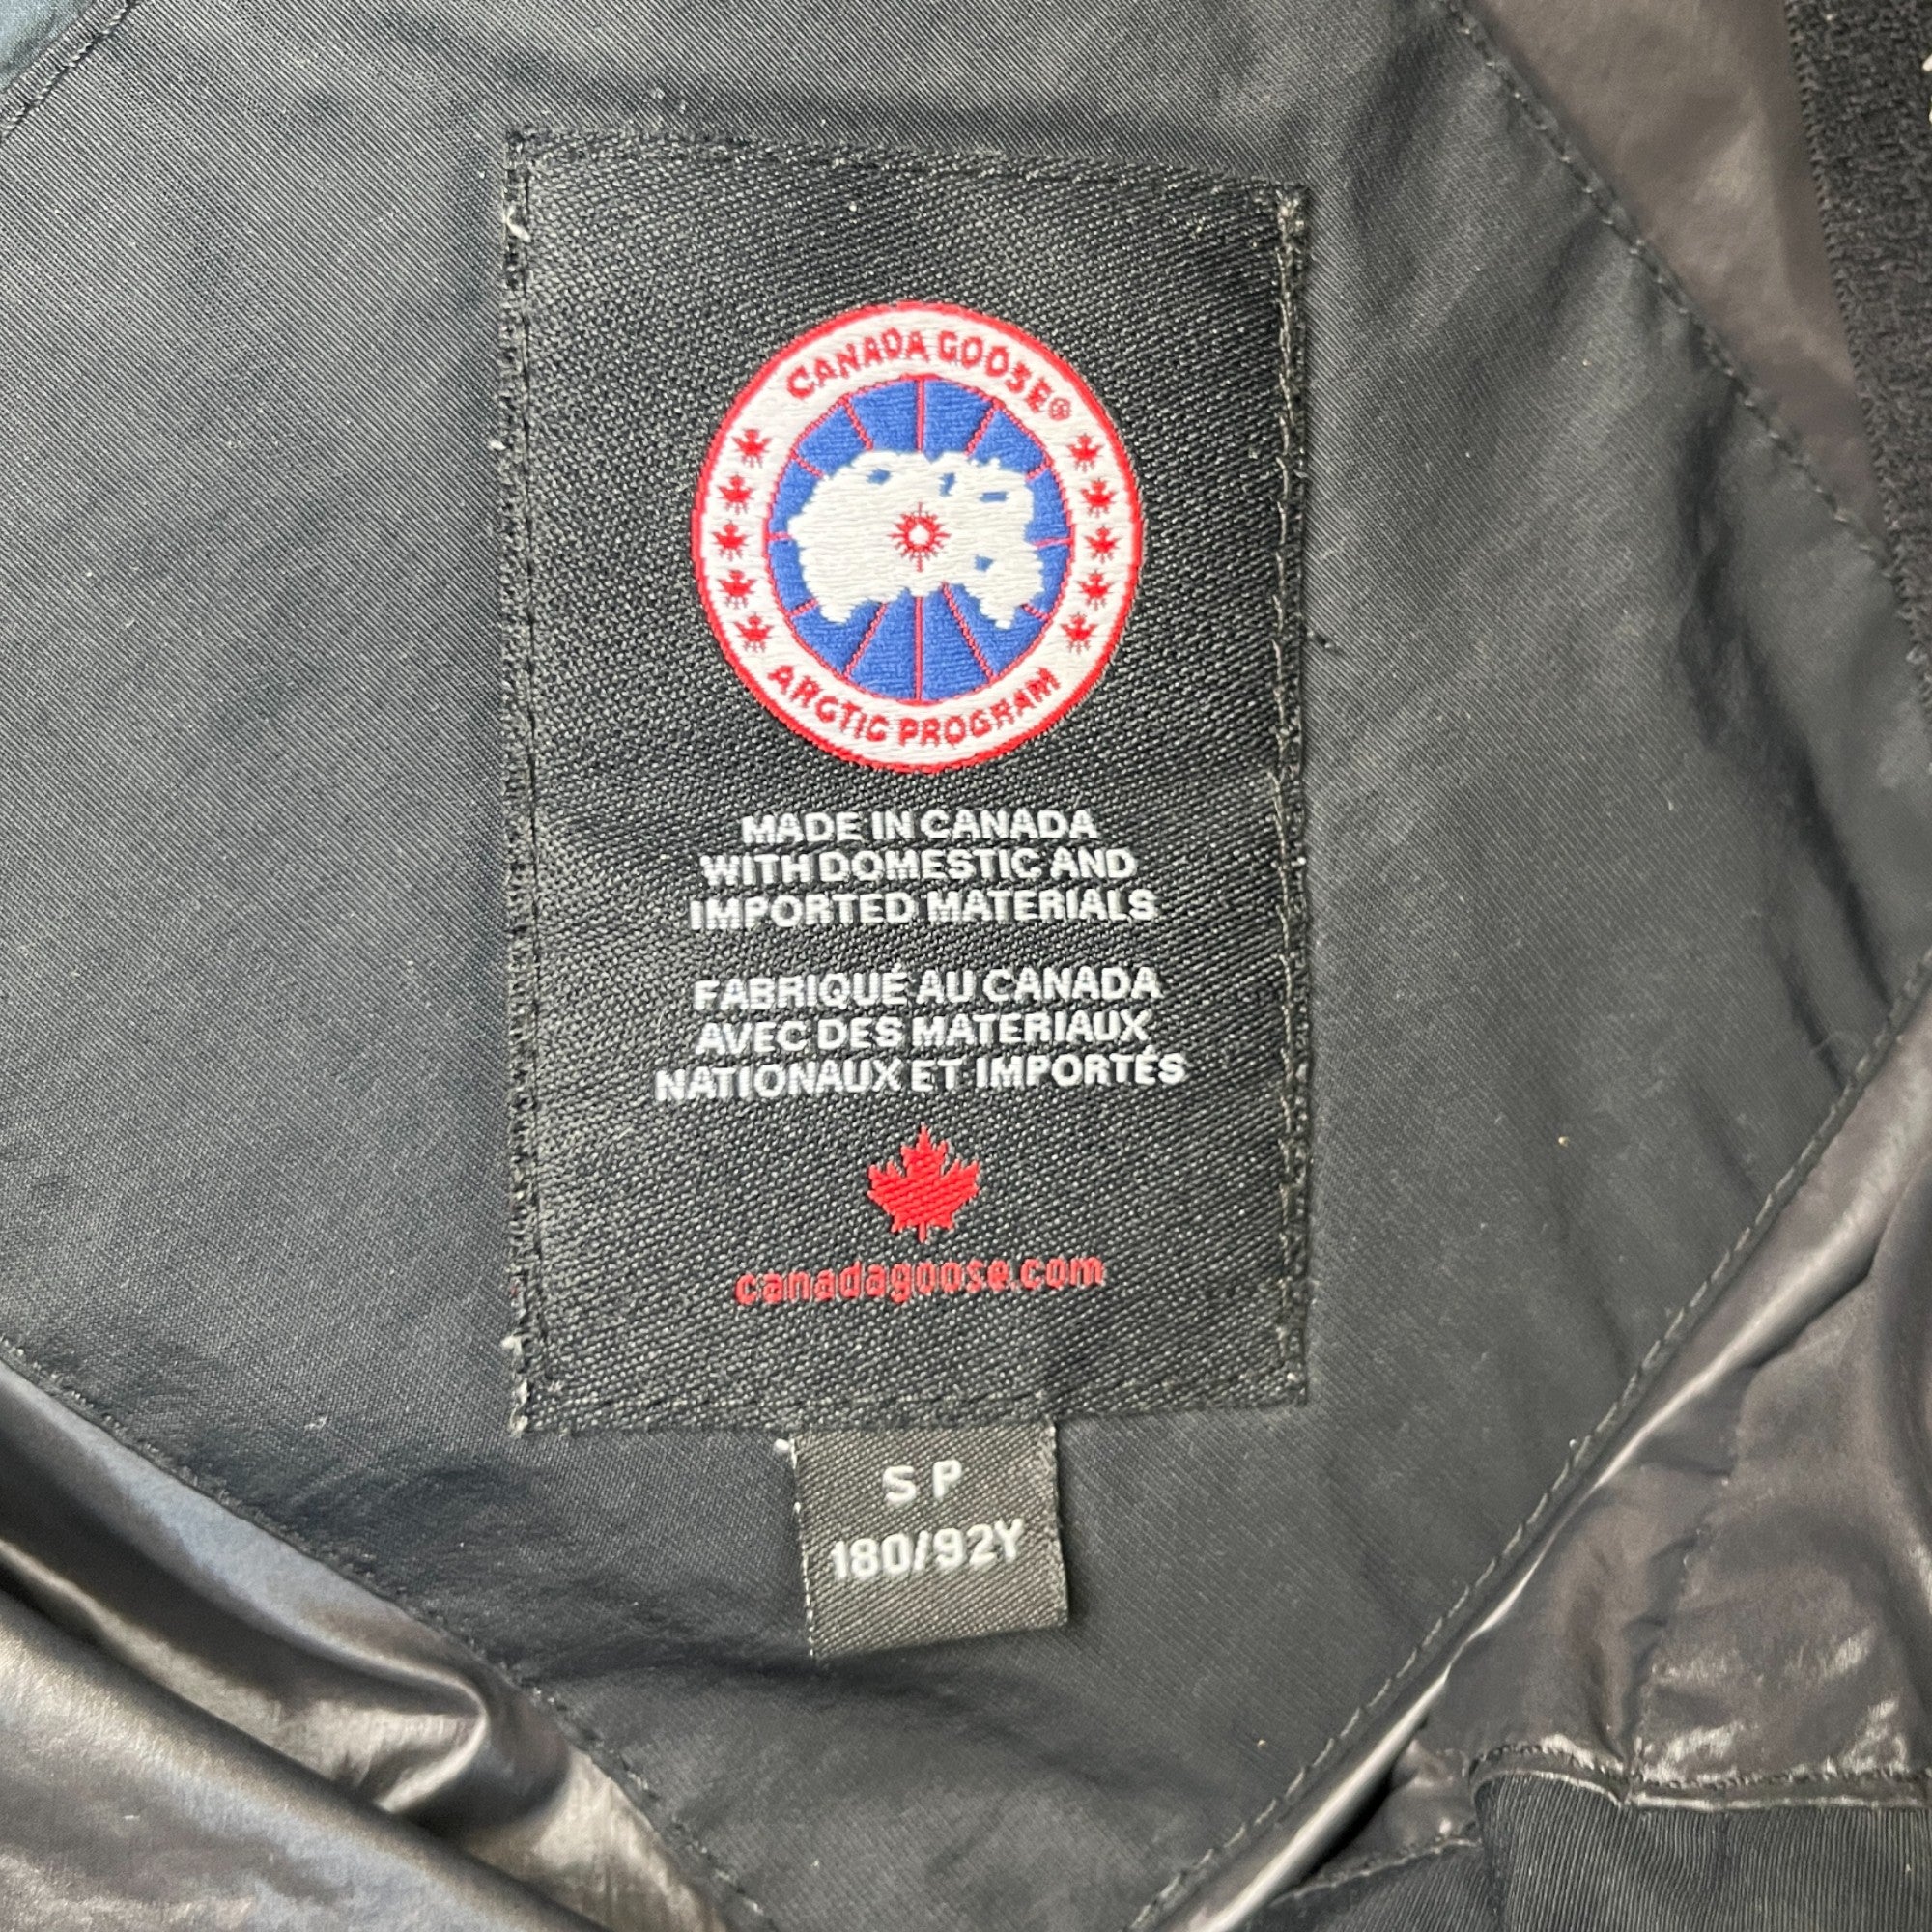 CANADA GOOSE®
ARCTIC PROGRAM
MADE IN CANADA
WITH DOMESTIC AND
IMPORTED MATERIALS
FABRIQUÉ AU CANADA
AVEC DES MATERIAUX
NATIONAUX ET IMPORTÉS
canadagoose.com
S P
180/92Y